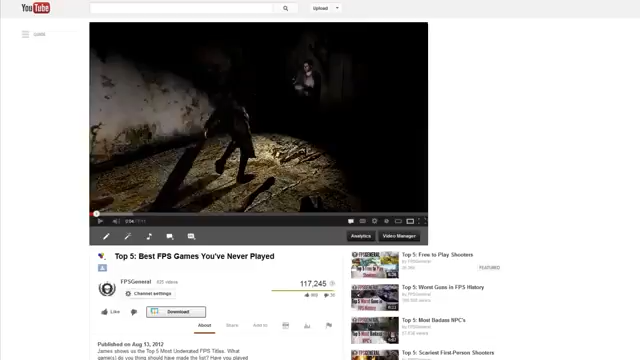 YouTube
Upload
GUIDE
Analytics
Video Manager
Top 5: Best FPS Games You've Never Played
FPSGeneral
Channel settings
117,245
Like
Download
About
Share
Add to
Published on Aug 13, 2012
James shows us the Top 5 Most Underrated FPS Titles. What
game(s) do you think should have made the list? Have you played
Top 5: Free to Play Shooters
by FPSGeneral
FEATURED
Top 5: Worst Guns in FPS History
by FPSGeneral
Top 5: Most Badass NPC's
by FPSGeneral
Top 5: Scariest First-Person Shooters
by FPSGeneral